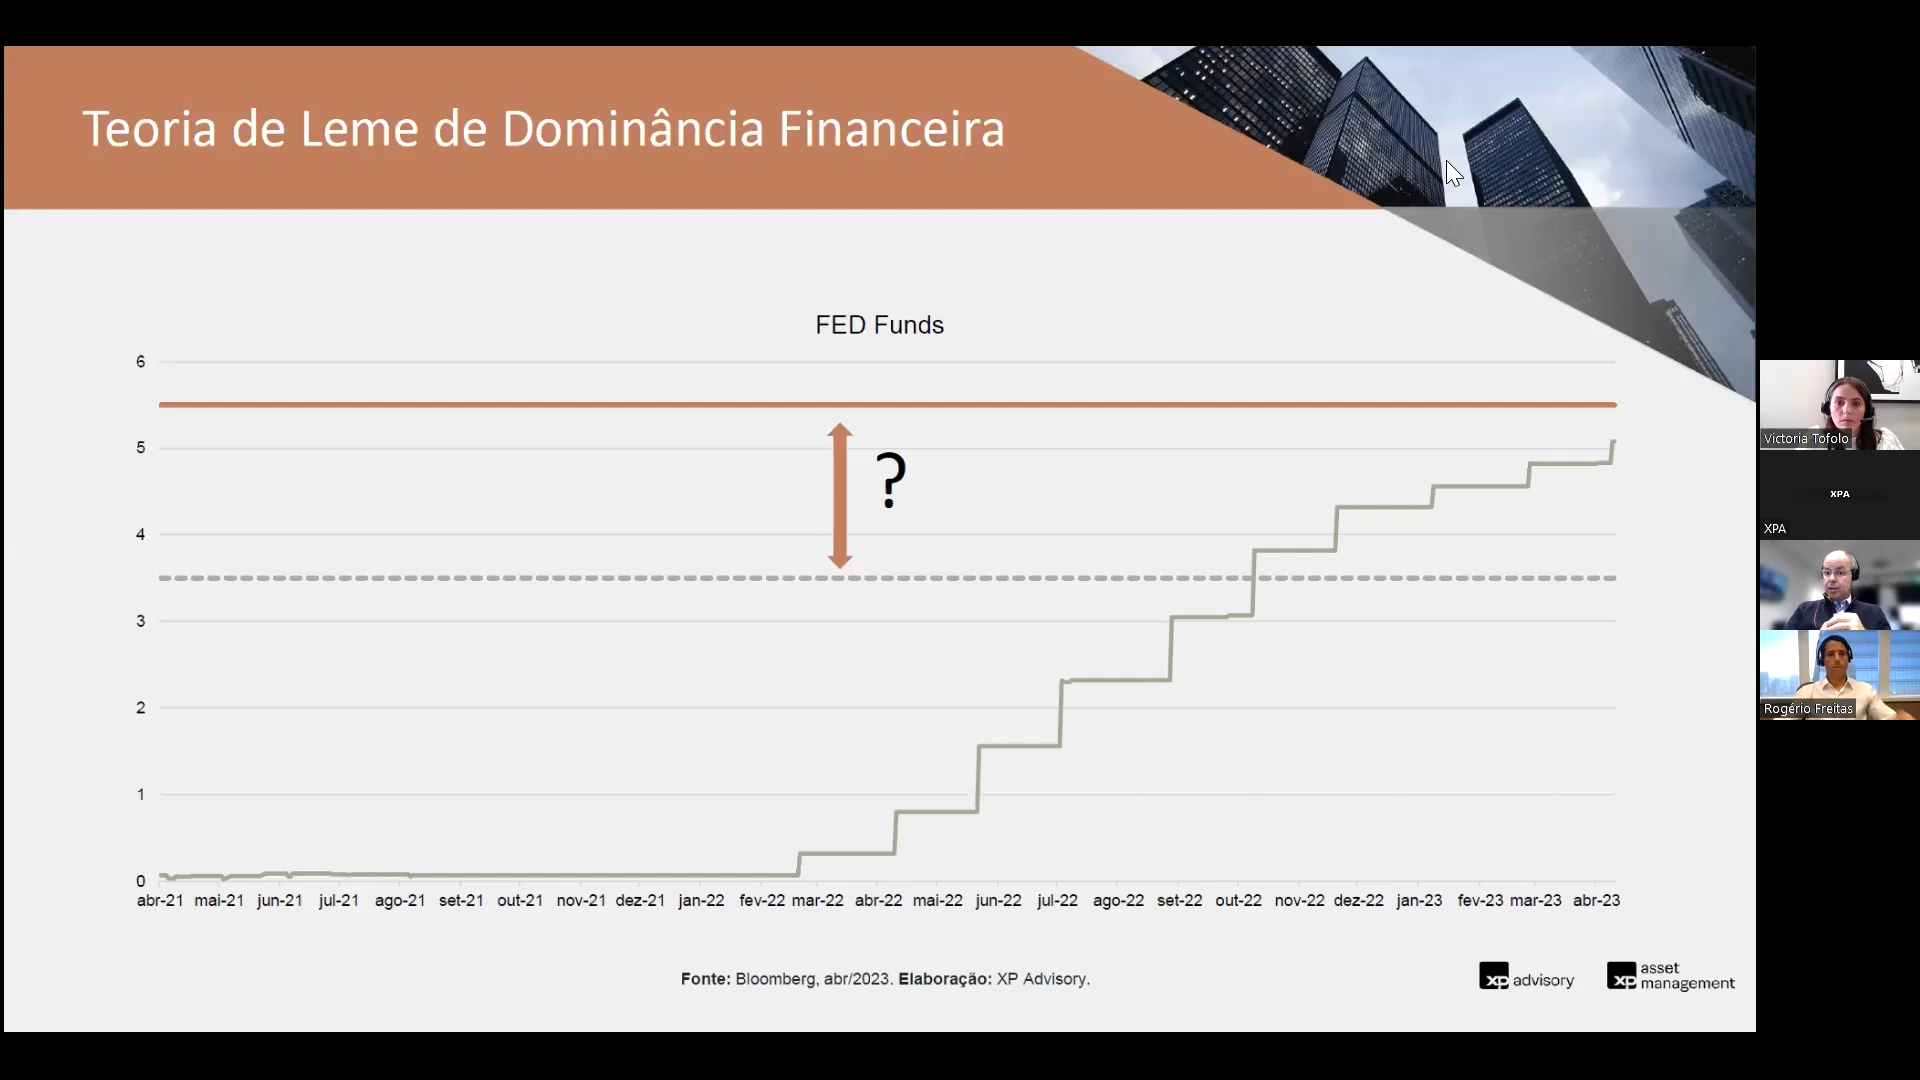 Teoria de Leme de Dominância Financeira
FED Funds
6
5
4
3
2
1
0
?
abr-21 mai-21 jun-21 jul-21 ago-21 set-21 out-21 nov-21 dez-21 jan-22 fev-22 mar-22 abr-22 mai-22 jun-22 jul-22 ago-22 set-22 out-22 nov-22 dez-22 jan-23 fev-23 mar-23 abr-23
Fonte: Bloomberg, abr/2023. Elaboração: XP Advisory.
xp advisory
xp asset management
Victoria Tofolo
XPA
XPA
Rogério Freitas